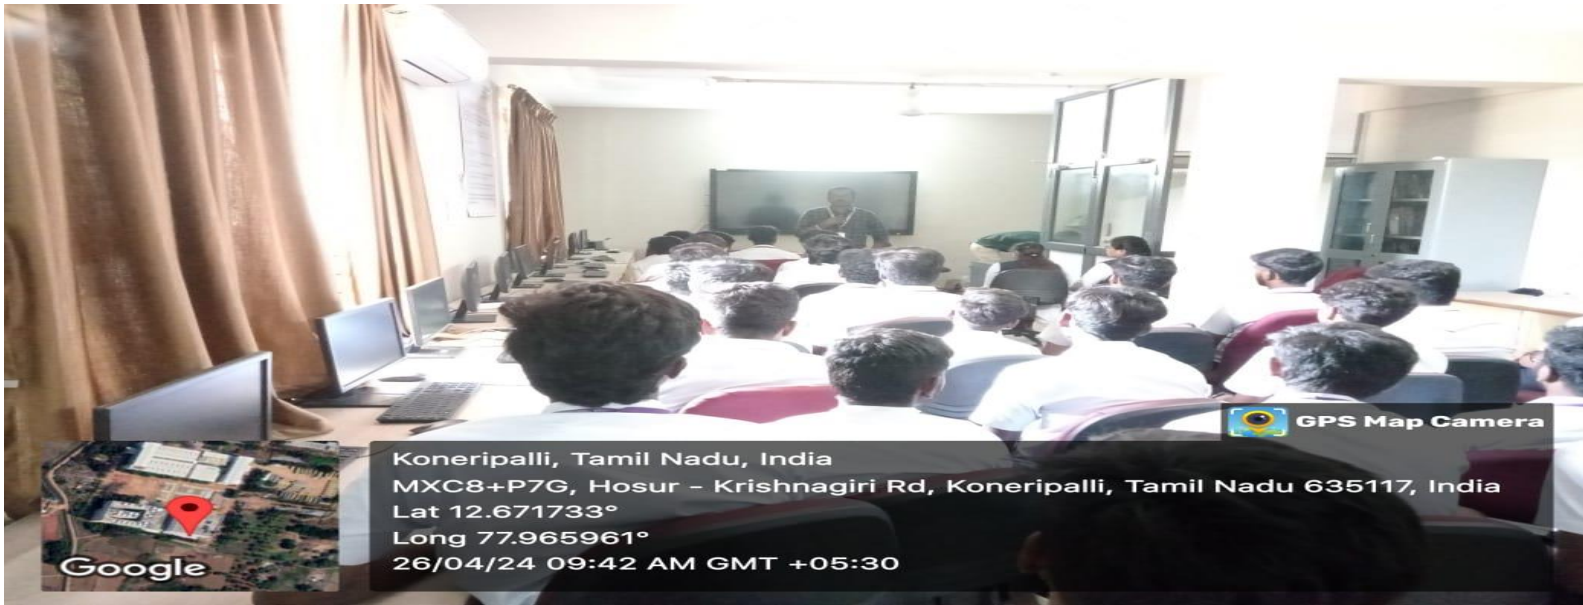 GPS Map Camera
Koneripalli, Tamil Nadu, India
MXC8+P7G, Hosur - Krishnagiri Rd, Koneripalli, Tamil Nadu 635117, India
Lat 12.671733°
Long 77.965961°
26/04/24 09:42 AM GMT +05:30
Google